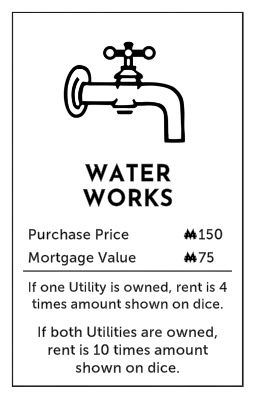 WATER
WORKS
Purchase Price ₩150
Mortgage Value ₩75
If one Utility is owned, rent is 4
times amount shown on dice.
If both Utilities are owned,
rent is 10 times amount
shown on dice.